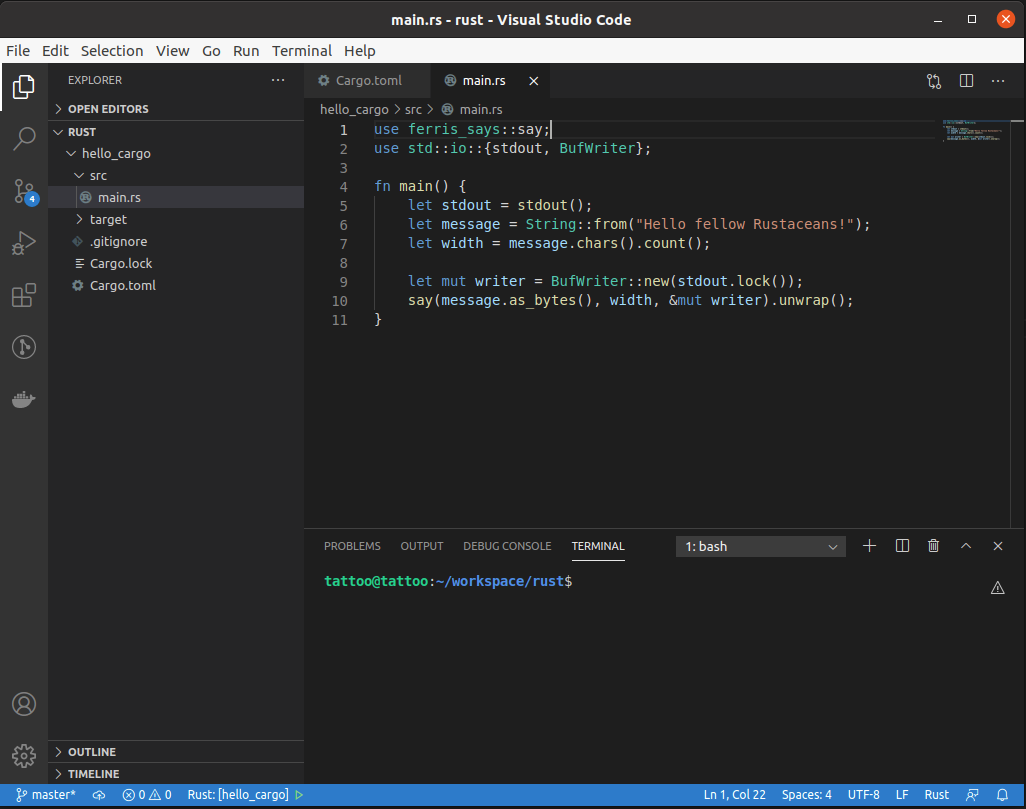 main.rs - rust - Visual Studio Code
File Edit Selection View Go Run Terminal Help
EXPLORER
OPEN EDITORS
RUST
hello_cargo
src
main.rs
target
.gitignore
Cargo.lock
Cargo.toml
OUTLINE
TIMELINE
4
Cargo.toml main.rs
hello_cargo > src > main.rs
1 use ferris_says::say;
2 use std::io::{stdout, BufWriter};
3
4 fn main() {
5     let stdout = stdout();
6     let message = String::from("Hello fellow Rustaceans!");
7     let width = message.chars().count();
8
9     let mut writer = BufWriter::new(stdout.lock());
10     say(message.as_bytes(), width, &mut writer).unwrap();
11 }
PROBLEMS OUTPUT DEBUG CONSOLE TERMINAL 1: bash
tattoo@tattoo:~/workspace/rust$
master* 0 0 Rust: [hello_cargo] Ln 1, Col 22 Spaces: 4 UTF-8 LF Rust